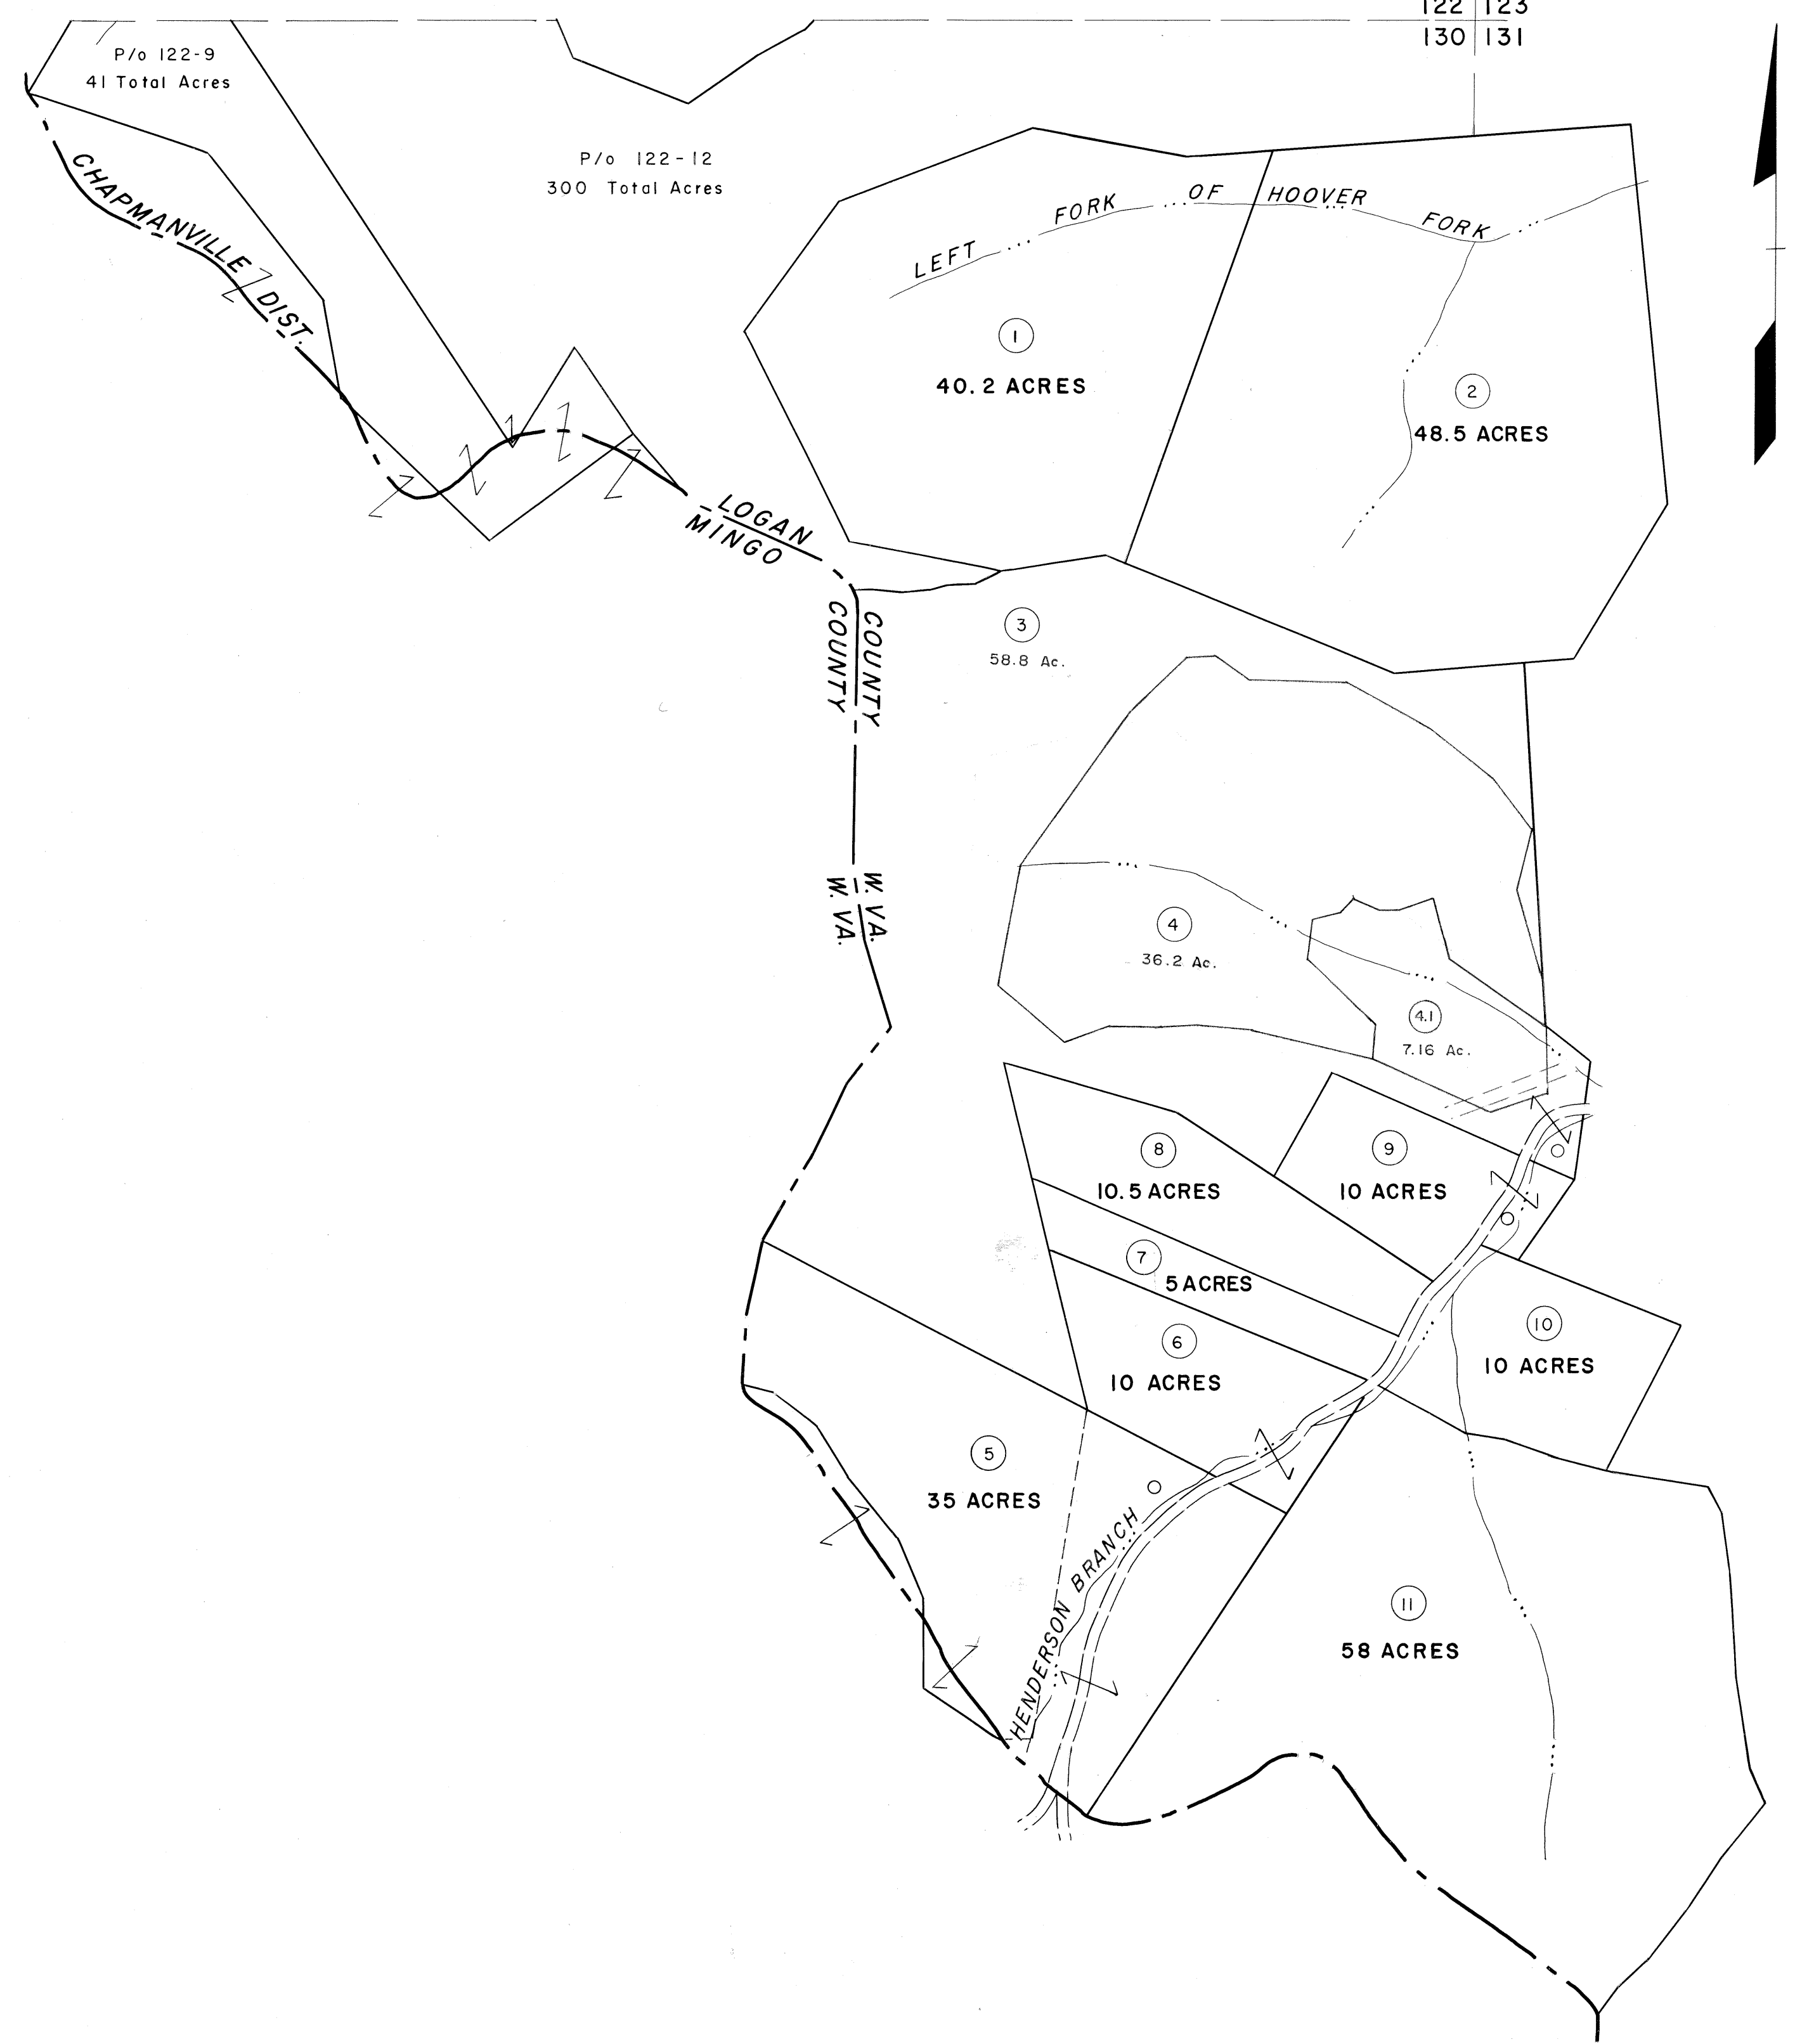 122 123
130 131
P/o 122-9
41 Total Acres
P/o 122-12
300 Total Acres
CHAPMANVILLE DIST.
LEFT FORK OF HOOVER FORK
1
40.2 ACRES
2
48.5 ACRES
LOGAN
MINGO
COUNTY
COUNTY
3
58.8 Ac.
W. VA.
W. VA.
4
36.2 Ac.
4.1
7.16 Ac.
8
10.5 ACRES
9
10 ACRES
7
5 ACRES
6
10 ACRES
10
10 ACRES
5
35 ACRES
HENDERSON BRANCH
11
58 ACRES